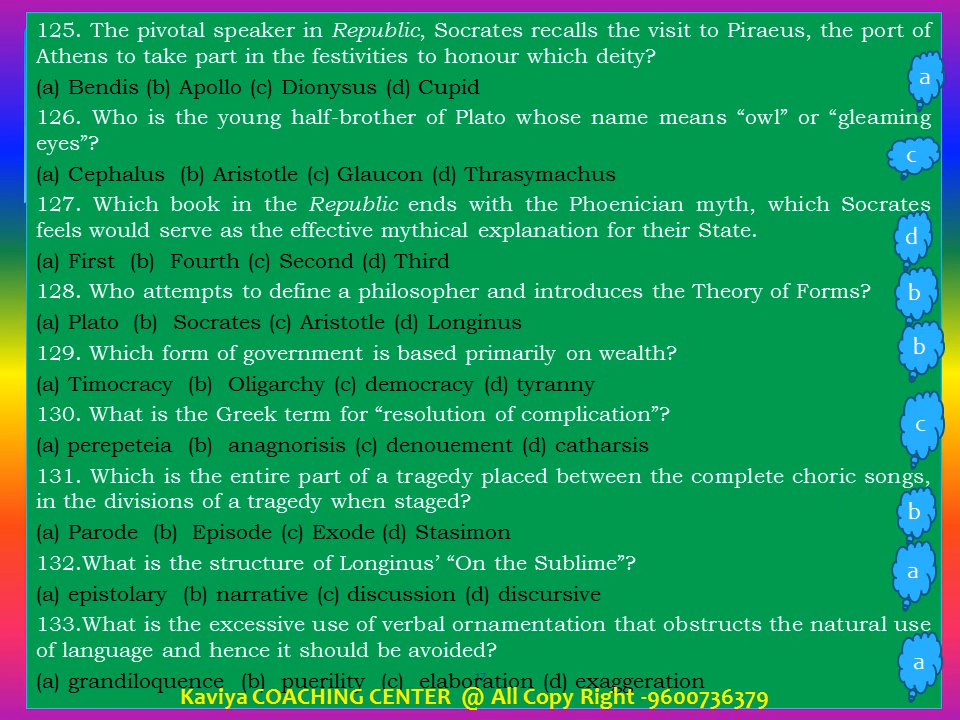 125. The pivotal speaker in Republic, Socrates recalls the visit to Piraeus, the port of
Athens to take part in the festivities to honour which deity?
a
(a) Bendis (b) Apollo (c) Dionysus (d) Cupid
126. Who is the young half-brother of Plato whose name means “owl” or “gleaming
eyes”?
c
(a) Cephalus (b) Aristotle (c) Glaucon (d) Thrasymachus
127. Which book in the Republic ends with the Phoenician myth, which Socrates
feels would serve as the effective mythical explanation for their State.
d
(a) First (b) Fourth (c) Second (d) Third
128. Who attempts to define a philosopher and introduces the Theory of Forms?
b
(a) Plato (b) Socrates (c) Aristotle (d) Longinus
129. Which form of government is based primarily on wealth?
b
(a) Timocracy (b) Oligarchy (c) democracy (d) tyranny
130. What is the Greek term for “resolution of complication”?
c
(a) perepeteia (b) anagnorisis (c) denouement (d) catharsis
131. Which is the entire part of a tragedy placed between the complete choric songs,
in the divisions of a tragedy when staged?
b
(a) Parode (b) Episode (c) Exode (d) Stasimon
132.What is the structure of Longinus’ “On the Sublime”?
a
(a) epistolary (b) narrative (c) discussion (d) discursive
133.What is the excessive use of verbal ornamentation that obstructs the natural use
of language and hence it should be avoided?
a
(a) grandiloquence (b) puerility (c) elaboration (d) exaggeration
Kaviya COACHING CENTER @ All Copy Right -9600736379